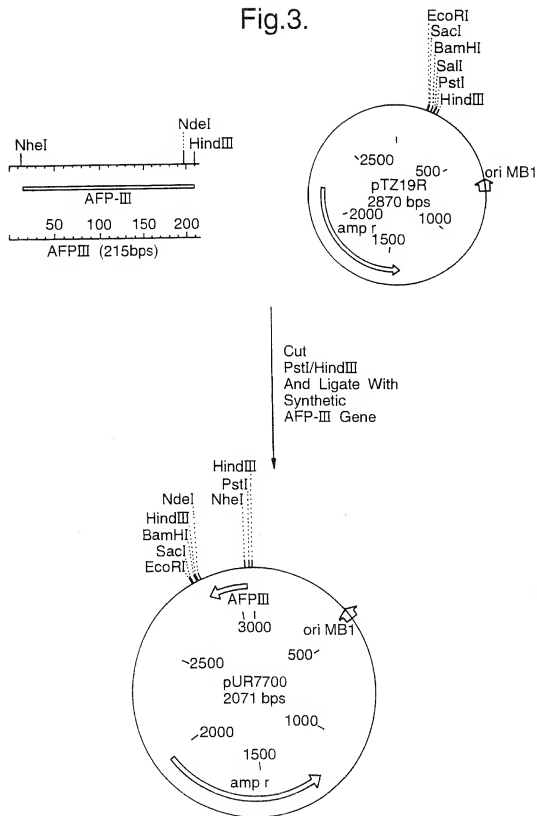 Fig.3.
NheI
NdeI
HindIII
AFP-III
50 100 150 200
AFPIII (215bps)
EcoRI
SacI
BamHI
SalI
PstI
HindIII
2500
500
ori MB1
pTZ19R
2870 bps
2000
1000
amp r
1500
Cut
PstI/HindIII
And Ligate With
Synthetic
AFP-III Gene
HindIII
PstI
NheI
NdeI
HindIII
BamHI
SacI
EcoRI
AFPIII
3000
ori MB1
500
2500
pUR7700
2071 bps
1000
2000
1500
amp r